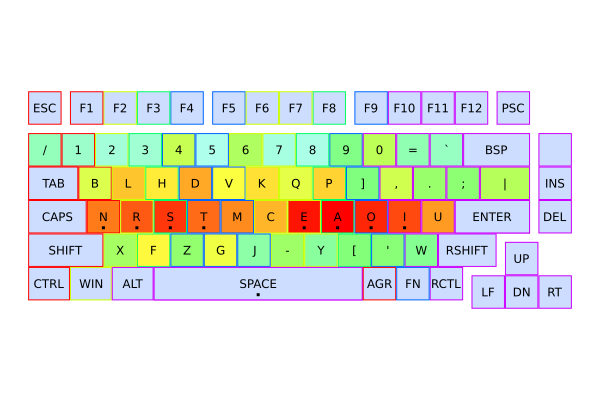 ESC F1 F2 F3 F4 F5 F6 F7 F8 F9 F10 F11 F12 PSC
/ 1 2 3 4 5 6 7 8 9 0 = ` BSP
TAB B L H D V K Q P ] , . ; | INS
CAPS N R S T M C E A O I U ENTER DEL
SHIFT X F Z G J - Y [ ' W RSHIFT UP
CTRL WIN ALT SPACE AGR FN RCTL LF DN RT